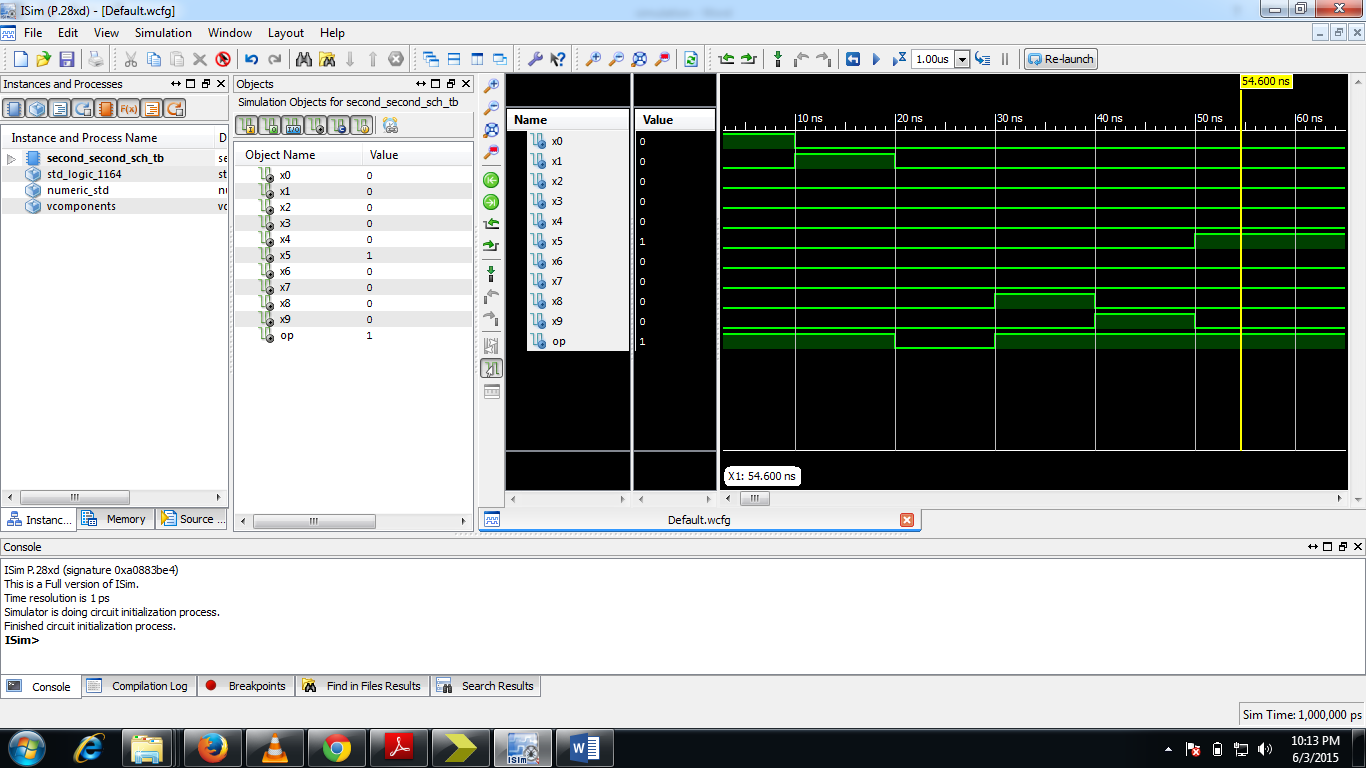 ISim (P.28xd) - [Default.wcfg]
File Edit View Simulation Window Layout Help
1.00us Re-launch
Instances and Processes
Instance and Process Name D
second_second_sch_tb se
std_logic_1164 st
numeric_std nu
vcomponents vc
Instanc... Memory Source ...
Objects
Simulation Objects for second_second_sch_tb
Object Name Value
x0 0
x1 0
x2 0
x3 0
x4 0
x5 1
x6 0
x7 0
x8 0
x9 0
op 1
54.600 ns
Name Value
10 ns 20 ns 30 ns 40 ns 50 ns 60 ns
x0 0
x1 0
x2 0
x3 0
x4 0
x5 1
x6 0
x7 0
x8 0
x9 0
op 1
X1: 54.600 ns
Default.wcfg
Console
ISim P.28xd (signature 0xa0883be4)
This is a Full version of ISim.
Time resolution is 1 ps
Simulator is doing circuit initialization process.
Finished circuit initialization process.
ISim>
Console Compilation Log Breakpoints Find in Files Results Search Results
Sim Time: 1,000,000 ps
ISim
10:13 PM
6/3/2015